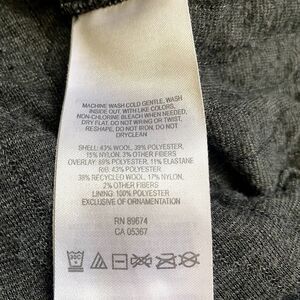 MACHINE WASH COLD GENTLE, WASH
INSIDE OUT, WITH LIKE COLORS,
NON-CHLORINE BLEACH WHEN NEEDED,
DRY FLAT. DO NOT WRING OR TWIST,
RESHAPE, DO NOT IRON, DO NOT
DRYCLEAN
SHELL: 43% WOOL, 39% POLYESTER,
15% NYLON, 3% OTHER FIBERS
OVERLAY: 89% POLYESTER, 11% ELASTANE
RIB: 43% POLYESTER,
38% RECYCLED WOOL, 17% NYLON,
2% OTHER FIBERS
LINING: 100% POLYESTER
EXCLUSIVE OF ORNAMENTATION
RN 89674
CA 05367